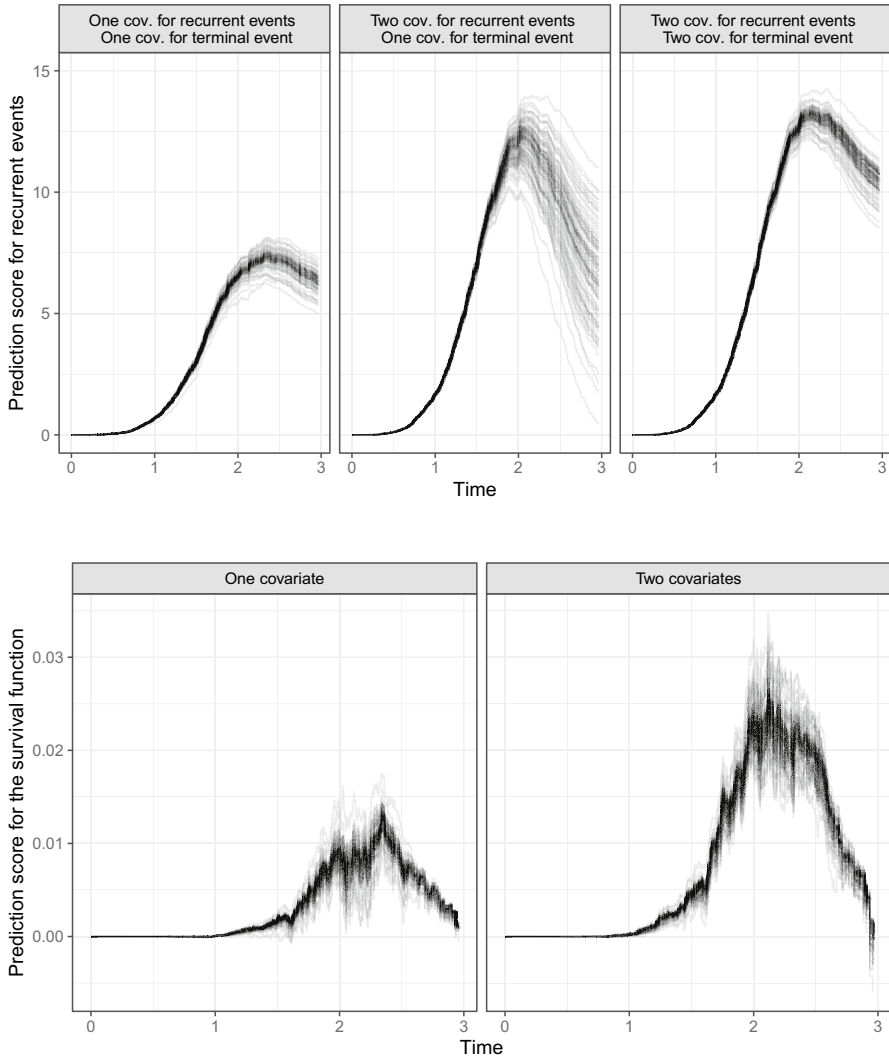 One cov. for recurrent events
One cov. for terminal event
Two cov. for recurrent events
One cov. for terminal event
Two cov. for recurrent events
Two cov. for terminal event
Prediction score for recurrent events
15
10
5
0
0 1 2 3 0 1 2 3 0 1 2 3
Time
One covariate
Two covariates
Prediction score for the survival function
0.03
0.02
0.01
0.00
0 1 2 3 0 1 2 3
Time